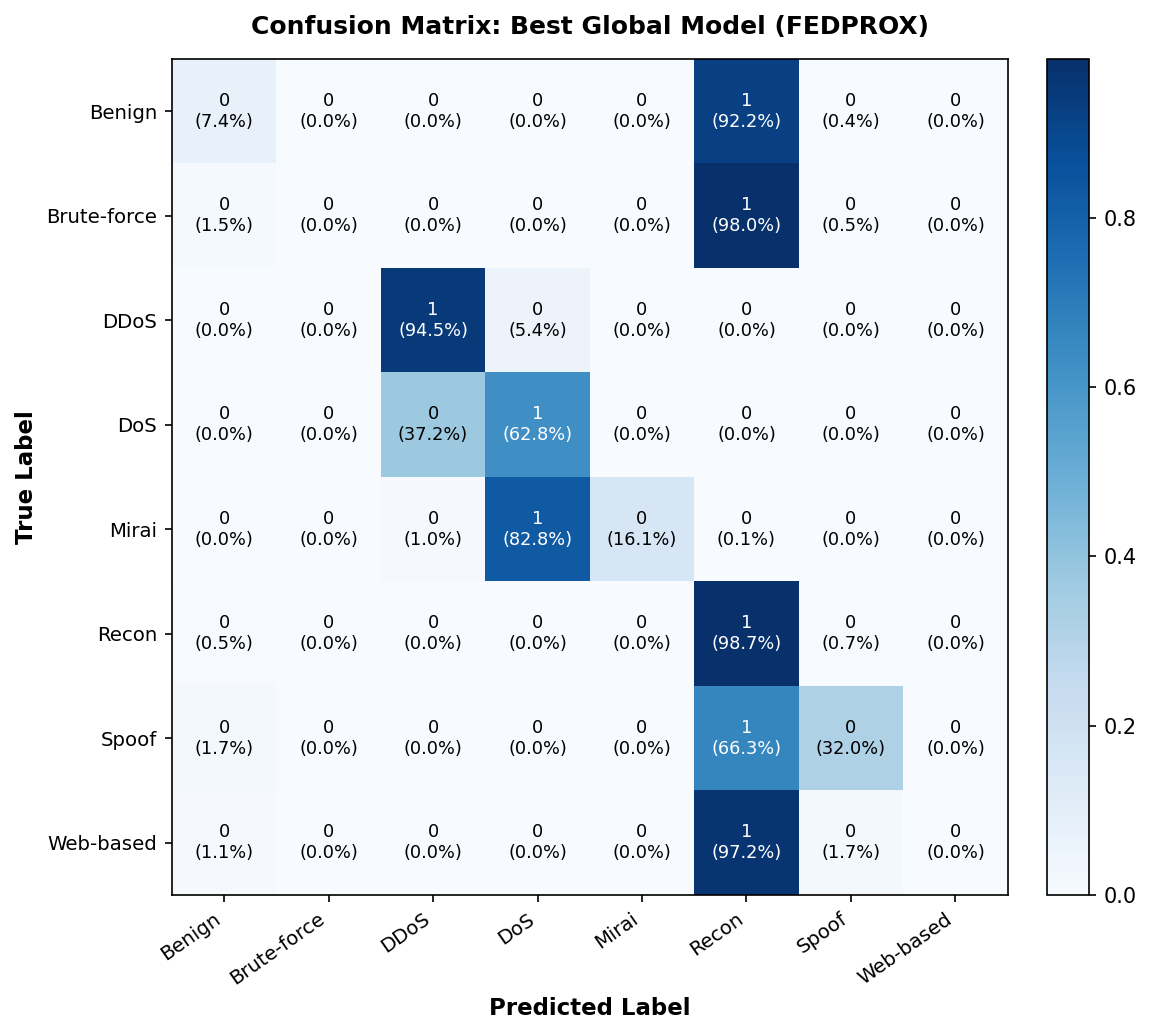 Confusion Matrix: Best Global Model (FEDPROX)
True Label
Benign
0 0 0 0 0 1 0 0
(7.4%) (0.0%) (0.0%) (0.0%) (0.0%) (92.2%) (0.4%) (0.0%)
Brute-force
0 0 0 0 0 1 0 0
(1.5%) (0.0%) (0.0%) (0.0%) (0.0%) (98.0%) (0.5%) (0.0%)
DDoS
0 0 1 0 0 0 0 0
(0.0%) (0.0%) (94.5%) (5.4%) (0.0%) (0.0%) (0.0%) (0.0%)
DoS
0 0 0 1 0 0 0 0
(0.0%) (0.0%) (37.2%) (62.8%) (0.0%) (0.0%) (0.0%) (0.0%)
Mirai
0 0 0 1 0 0 0 0
(0.0%) (0.0%) (1.0%) (82.8%) (16.1%) (0.1%) (0.0%) (0.0%)
Recon
0 0 0 0 0 1 0 0
(0.5%) (0.0%) (0.0%) (0.0%) (0.0%) (98.7%) (0.7%) (0.0%)
Spoof
0 0 0 0 0 1 0 0
(1.7%) (0.0%) (0.0%) (0.0%) (0.0%) (66.3%) (32.0%) (0.0%)
Web-based
0 0 0 0 0 1 0 0
(1.1%) (0.0%) (0.0%) (0.0%) (0.0%) (97.2%) (1.7%) (0.0%)
Benign
Brute-force
DDoS
DoS
Mirai
Recon
Spoof
Web-based
Predicted Label
0.8
0.6
0.4
0.2
0.0